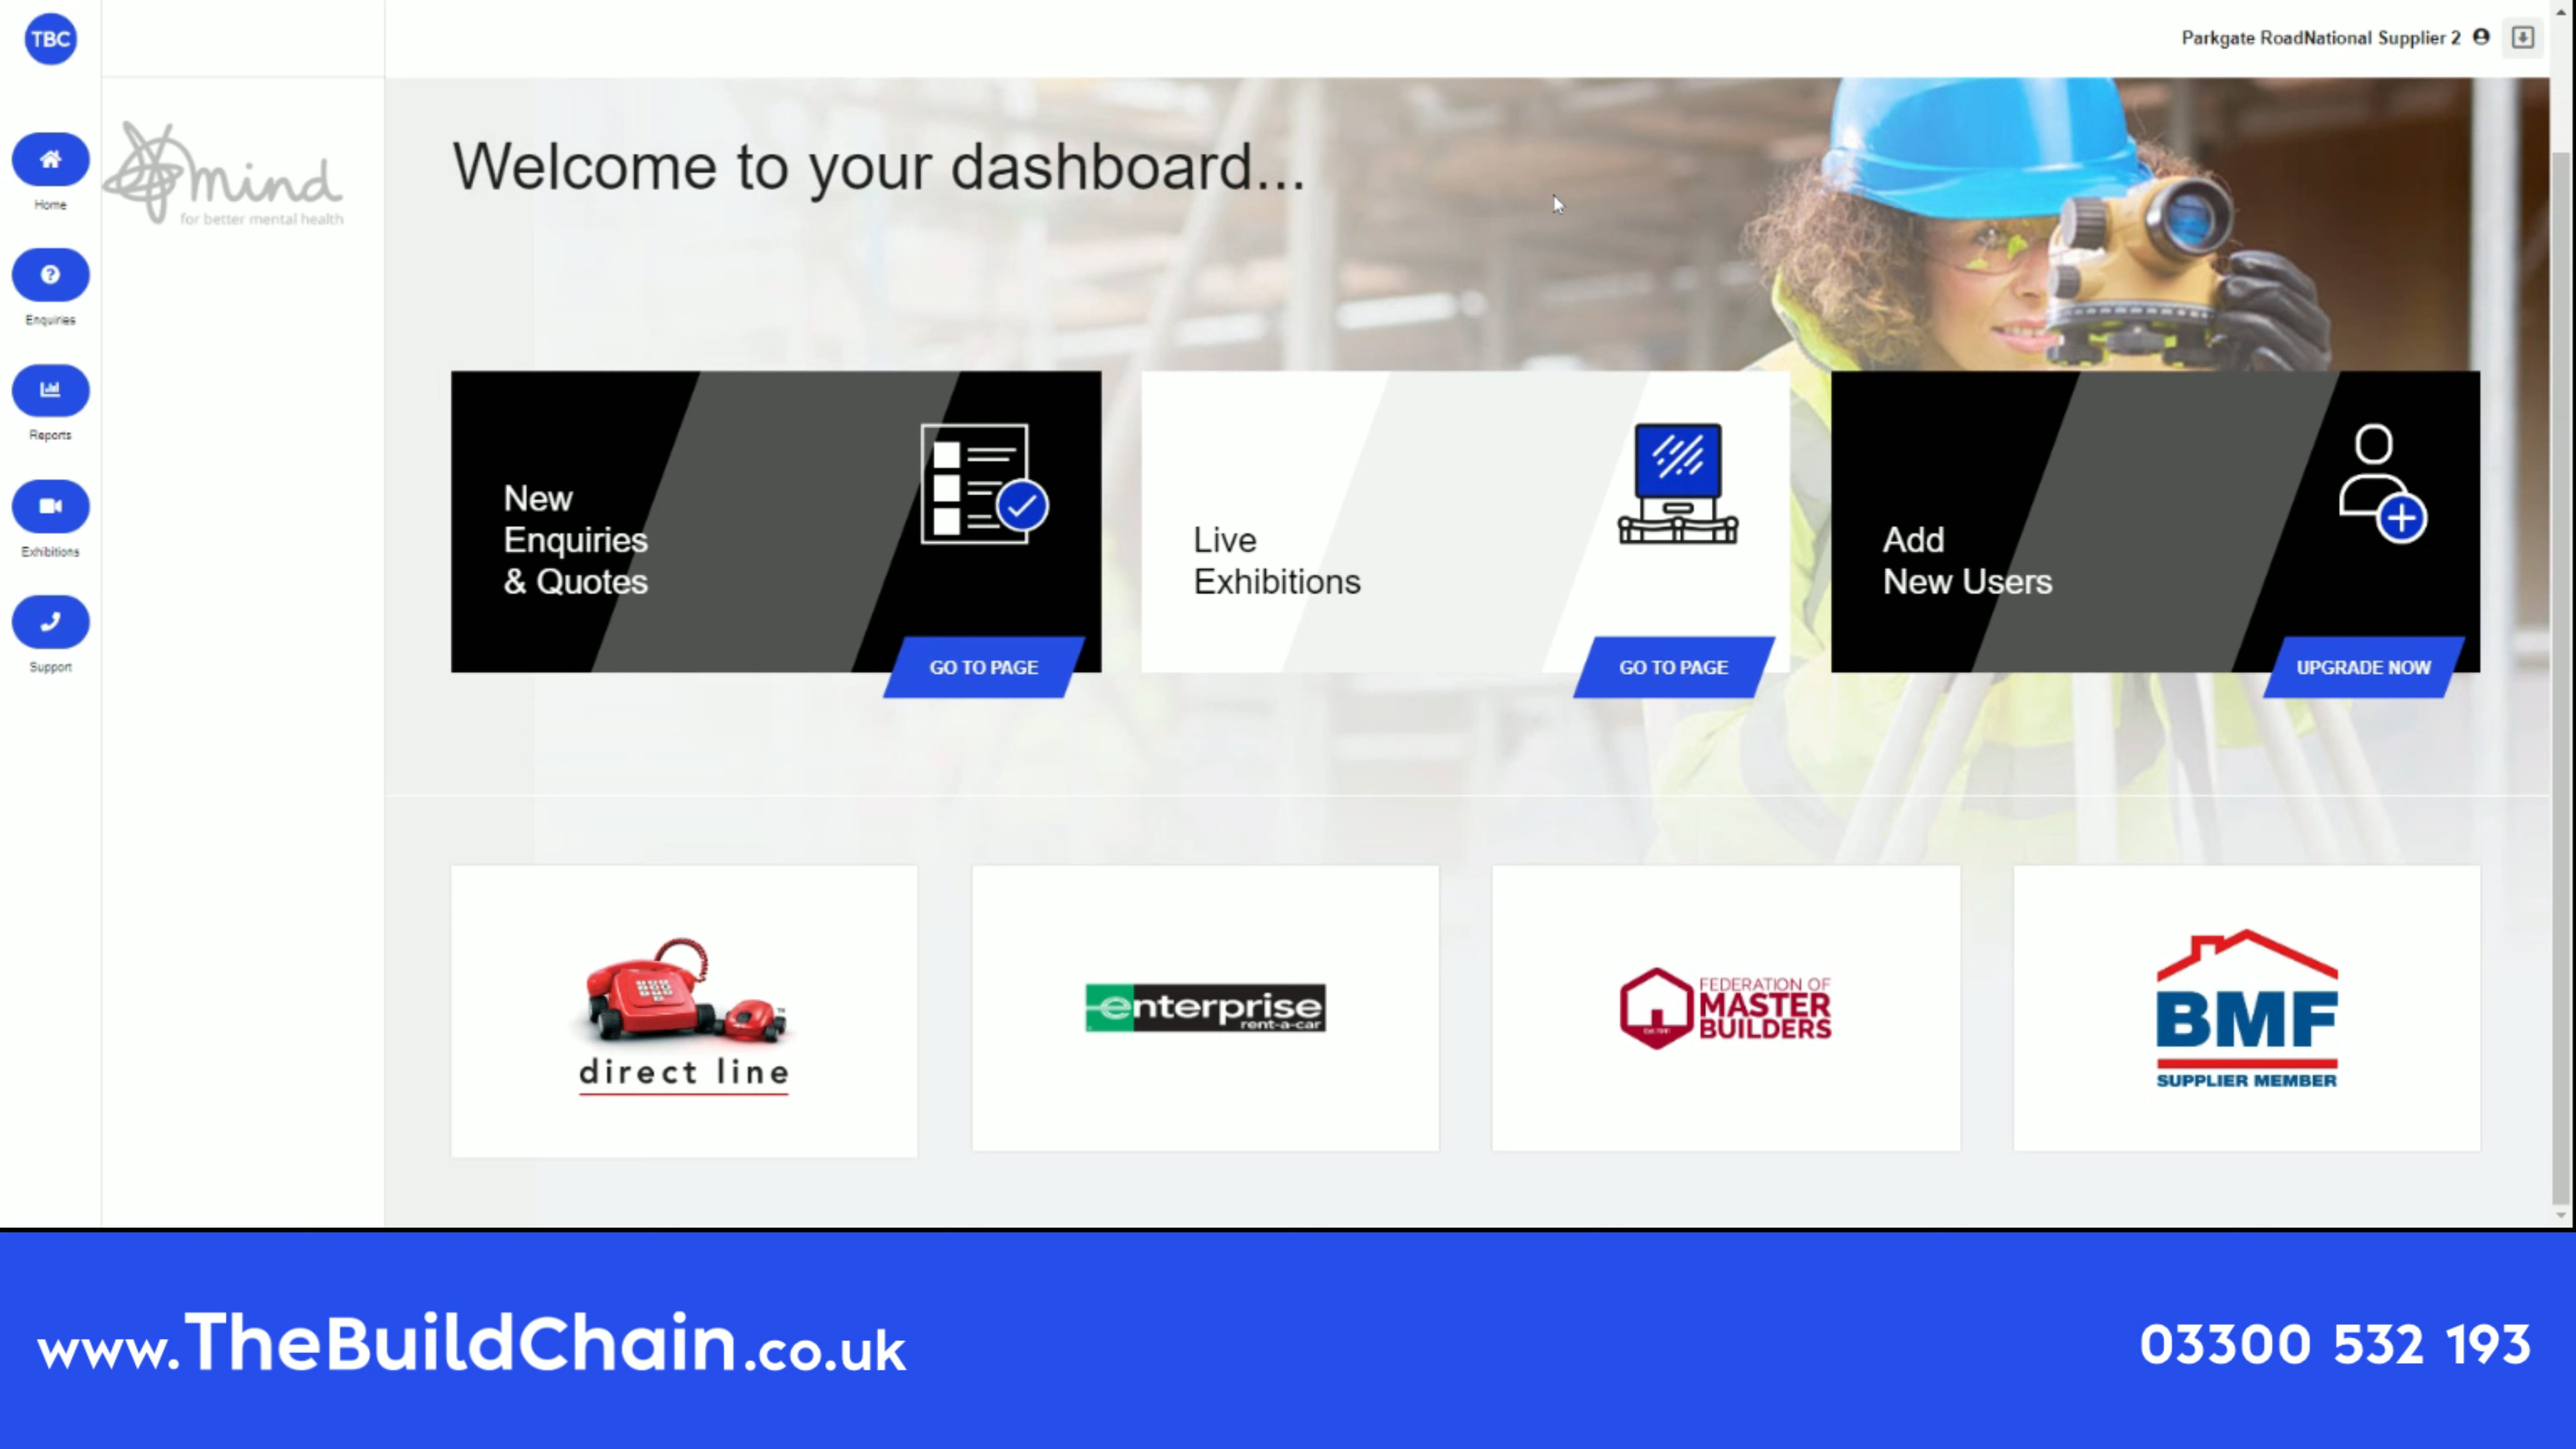 TBC
Parkgate RoadNational Supplier 2
Home
Enquiries
Reports
Exhibitions
Support
mind
for better mental health
Welcome to your dashboard...
New
Enquiries
& Quotes
GO TO PAGE
Live
Exhibitions
GO TO PAGE
Add
New Users
UPGRADE NOW
direct line
enterprise
rent-a-car
FEDERATION OF
MASTER
BUILDERS
BMF
SUPPLIER MEMBER
www.TheBuildChain.co.uk
03300 532 193